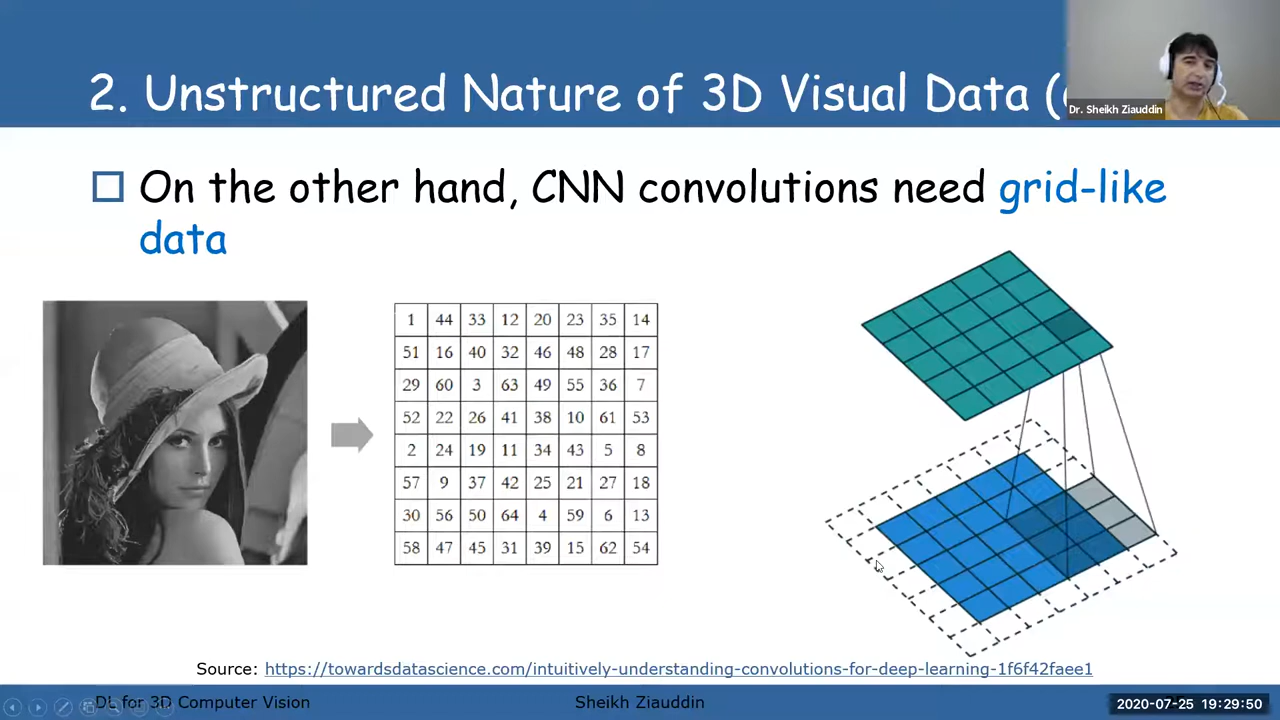 2. Unstructured Nature of 3D Visual Data (
Dr. Sheikh Ziauddin
On the other hand, CNN convolutions need grid-like
data
1 44 33 12 20 23 35 14
51 16 40 32 46 48 28 17
29 60 3 63 49 55 36 7
52 22 26 41 38 10 61 53
2 24 19 11 34 43 5 8
57 9 37 42 25 21 27 18
30 56 50 64 4 59 6 13
58 47 45 31 39 15 62 54
Source: https://towardsdatascience.com/intuitively-understanding-convolutions-for-deep-learning-1f6f42faee1
DL for 3D Computer Vision
Sheikh Ziauddin
2020-07-25 19:29:50